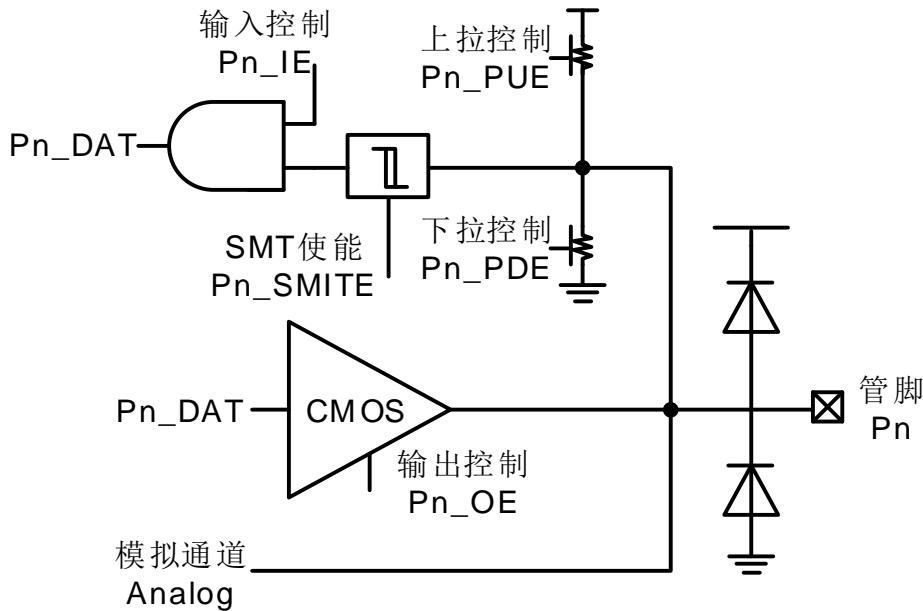 输入控制
Pn_IE
上拉控制
Pn_PUE
Pn_DAT
SMT使能
Pn_SMITE
下拉控制
Pn_PDE
Pn_DAT
CMOS
管脚
Pn
输出控制
Pn_OE
模拟通道
Analog